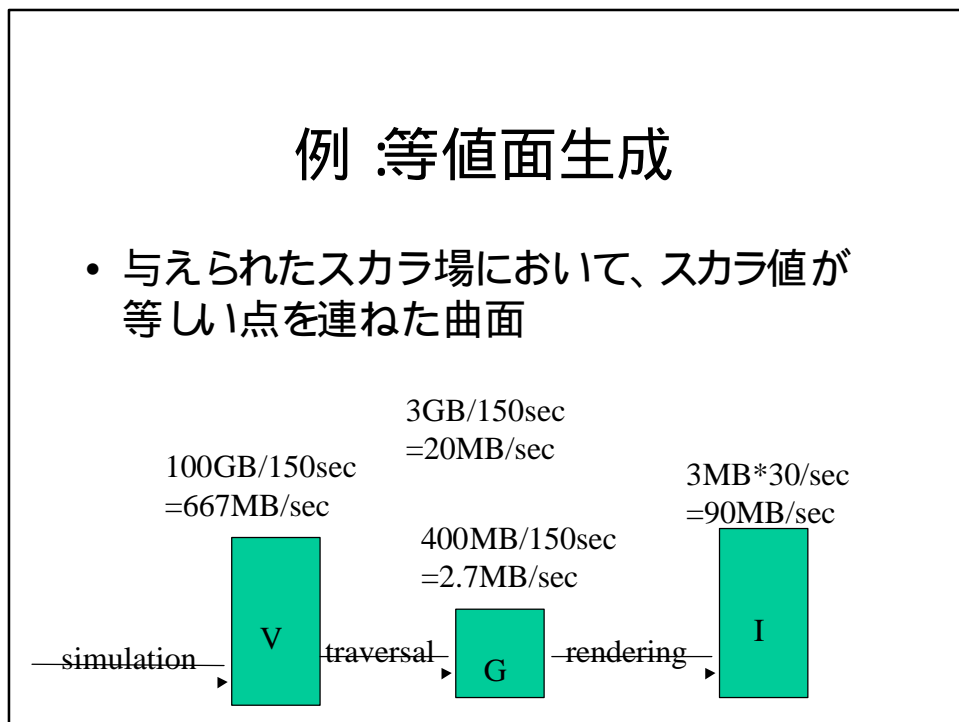 例:等値面生成
• 与えられたスカラ場において、スカラ値が
等しい点を連ねた曲面
3GB/150sec
=20MB/sec
100GB/150sec
=667MB/sec
3MB*30/sec
=90MB/sec
400MB/150sec
=2.7MB/sec
simulation
V
traversal
G
rendering
I